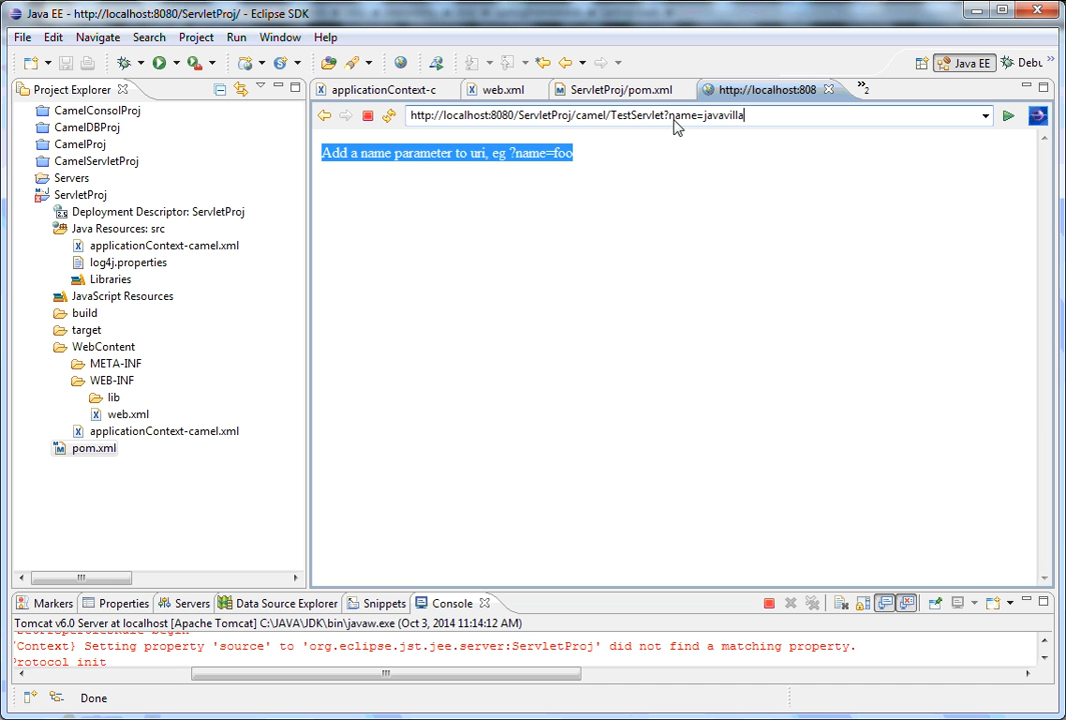 Java EE - http://localhost:8080/ServletProj/ - Eclipse SDK
File Edit Navigate Search Project Run Window Help
Java EE Debu »
Project Explorer applicationContext-c web.xml ServletProj/pom.xml http://localhost:808 »2
http://localhost:8080/ServletProj/camel/TestServlet?name=javavilla
Add a name parameter to uri, eg ?name=foo
CamelConsolProj
CamelDBProj
CamelProj
CamelServletProj
Servers
ServletProj
Deployment Descriptor: ServletProj
Java Resources: src
applicationContext-camel.xml
log4j.properties
Libraries
JavaScript Resources
build
target
WebContent
META-INF
WEB-INF
lib
web.xml
applicationContext-camel.xml
pom.xml
Markers Properties Servers Data Source Explorer Snippets Console
Tomcat v6.0 Server at localhost [Apache Tomcat] C:\JAVA\JDK\bin\javaw.exe (Oct 3, 2014 11:14:12 AM)
'Context} Setting property 'source' to 'org.eclipse.jst.jee.server:ServletProj' did not find a matching property.
rotocol init
Done